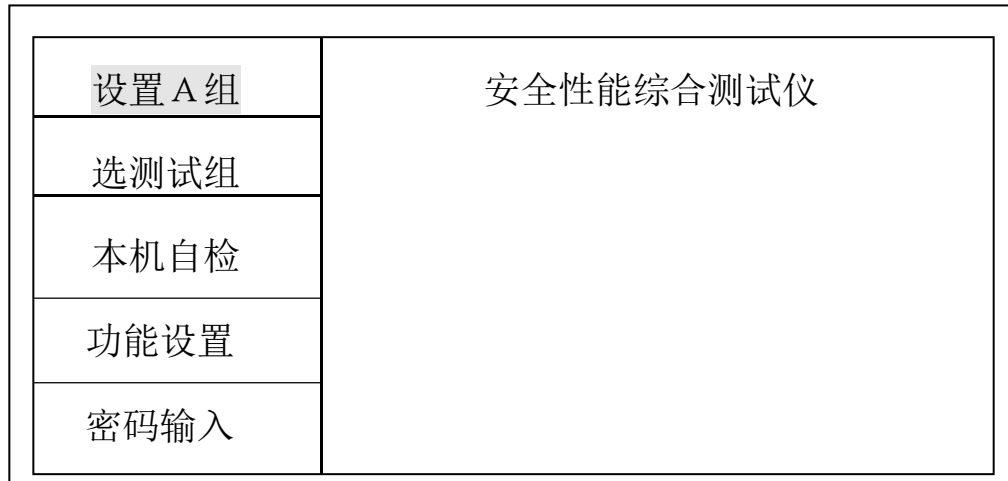 设置A组
安全性能综合测试仪
选测试组
本机自检
功能设置
密码输入